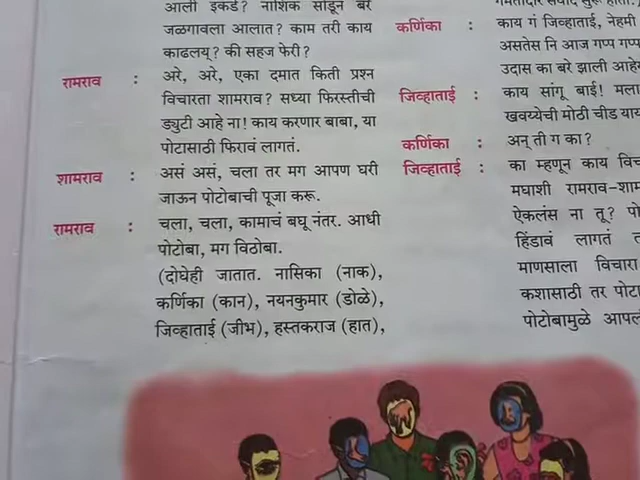 आली इकडे? नाशिक सोडून बरं
जळगावला आलात? काम तरी काय
काढलय्? की सहज फेरी?
रामराव : अरे, अरे, एका दमात किती प्रश्न
विचारता शामराव? सध्या फिरस्तीची
ड्युटी आहे ना! काय करणार बाबा, या
पोटासाठी फिरावं लागतं.
शामराव : असं असं, चला तर मग आपण घरी
जाऊन पोटोबाची पूजा करू.
रामराव : चला, चला, कामाचं बघू नंतर. आधी
पोटोबा, मग विठोबा.
(दोघेही जातात. नासिका (नाक),
कर्णिका (कान), नयनकुमार (डोळे),
जिव्हाताई (जीभ), हस्तकराज (हात),
कर्णिका : काय गं जिव्हाताई, नेहमी
असतेस नि आज गप्प गप्प
उदास का बरे झाली आहे
जिव्हाताई : काय सांगू बाई! मला
खवय्येची मोठी चीड
कर्णिका : अन् ती ग का?
जिव्हाताई : का म्हणून काय
मघाशी
ऐकलंस ना तू?
हिंडावं लागतं
माणसाला विचारा
कशासाठी तर
पोटोबामुळे